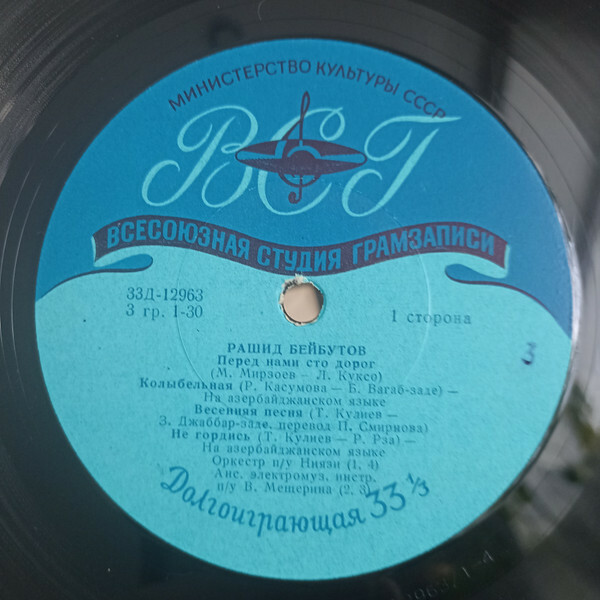 МИНИСТЕРСТВО КУЛЬТУРЫ СССР
ВСГ
ВСЕСОЮЗНАЯ СТУДИЯ ГРАМЗАПИСИ
33Д-12963
3 гр. 1-30
1 сторона
3
РАШИД БЕЙБУТОВ
Перед нами сто дорог
(М. Мирзоев — Л. Куксо)
Колыбельная (Р. Касумова — Б. Вагаб-заде) —
На азербайджанском языке
Весенняя песня (Т. Кулиев —
З. Джаббар-заде, перевод П. Смирнова)
Не гордись (Т. Кулиев — Р. Рза) —
На азербайджанском языке
Оркестр п/у Ниязи (1, 4)
Анс. электромуз. инстр.
п/у В. Мещерина (2, 3)
Долгоиграющая 33 1/3